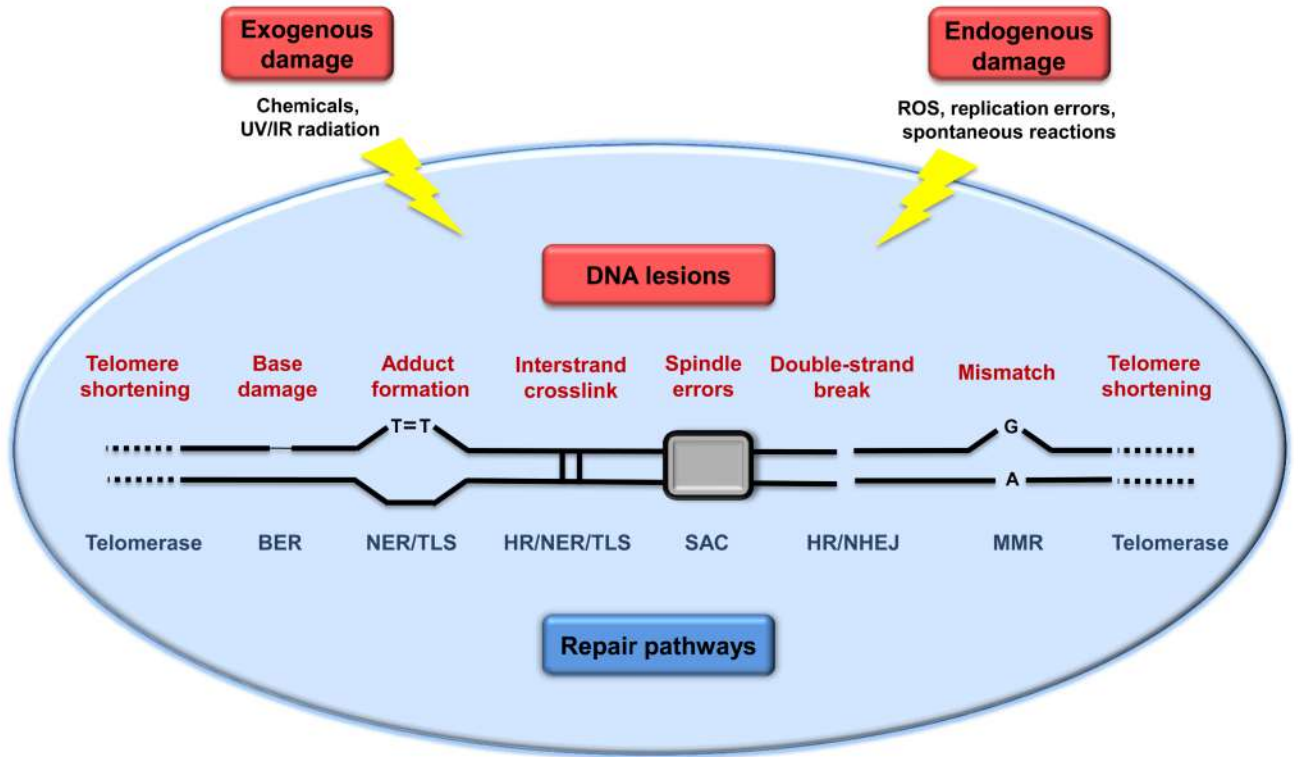 Exogenous
damage
Endogenous
damage
Chemicals,
UV/IR radiation
ROS, replication errors,
spontaneous reactions
DNA lesions
Telomere
shortening
Base
damage
Adduct
formation
Interstrand
crosslink
Spindle
errors
Double-strand
break
Mismatch
Telomere
shortening
T=T
G
A
Telomerase
BER
NER/TLS
HR/NER/TLS
SAC
HR/NHEJ
MMR
Telomerase
Repair pathways